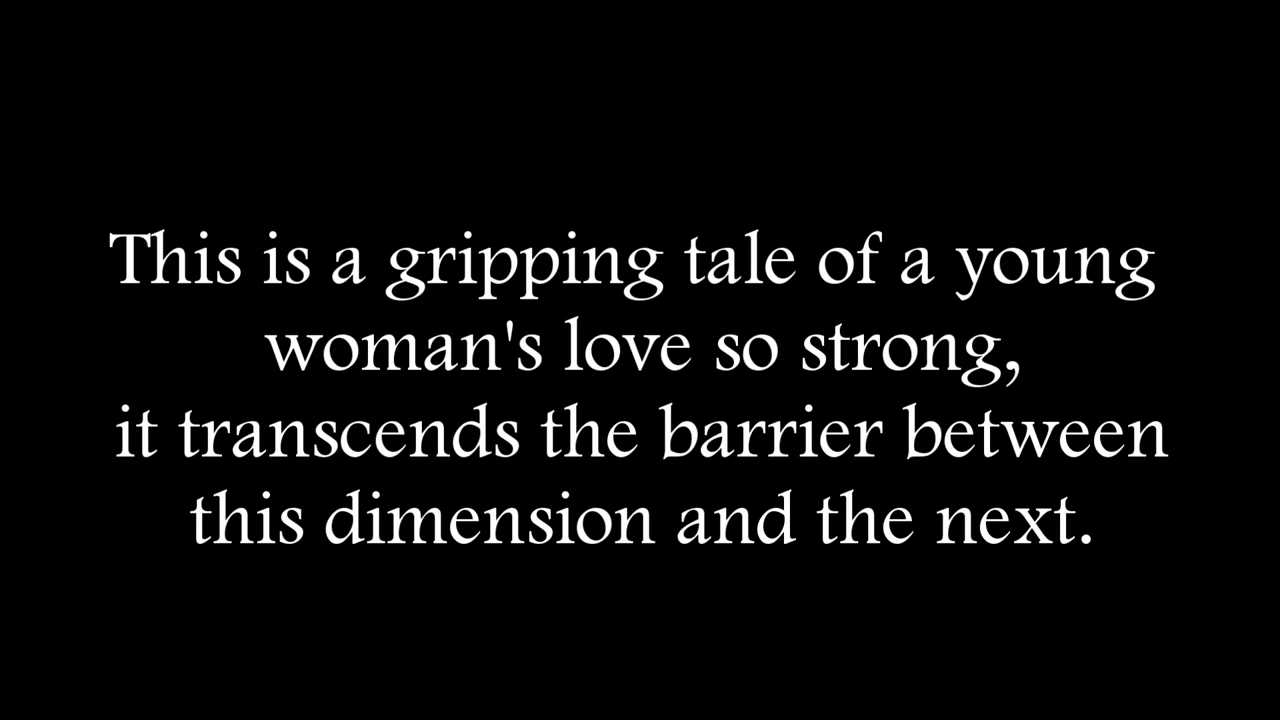 This is a gripping tale of a young
woman's love so strong,
it transcends the barrier between
this dimension and the next.